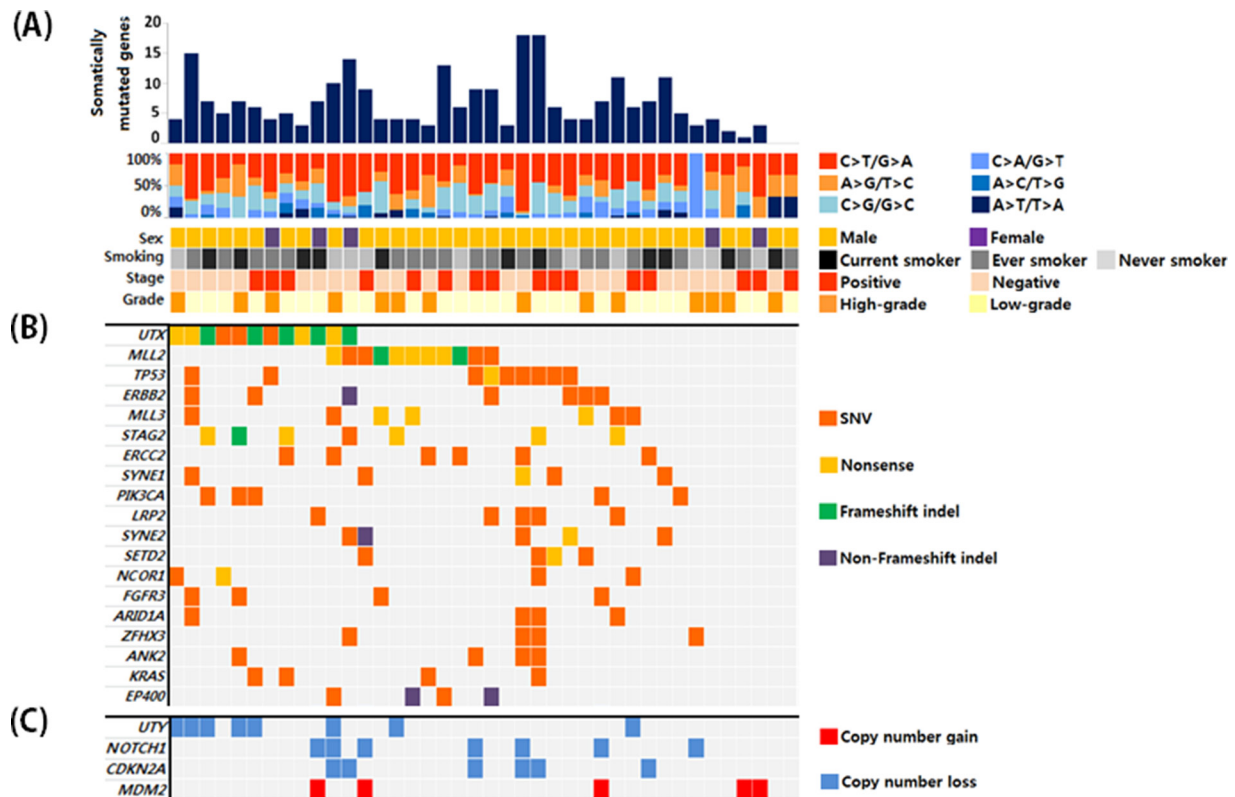 (A)
Somatically
mutated genes
20
15
10
5
0
100%
50%
0%
C>T/G>A
C>A/G>T
A>G/T>C
A>C/T>G
C>G/G>C
A>T/T>A
Sex
Male
Female
Smoking
Current smoker
Ever smoker
Never smoker
Stage
Positive
Negative
Grade
High-grade
Low-grade
(B)
UTX
MLL2
TP53
ERBB2
MLL3
STAG2
ERCC2
SYNE1
PIK3CA
LRP2
SYNE2
SETD2
NCOR1
FGFR3
ARID1A
ZFHX3
ANK2
KRAS
EP400
SNV
Nonsense
Frameshift indel
Non-Frameshift indel
(C)
UTY
NOTCH1
CDKN2A
MDM2
Copy number gain
Copy number loss